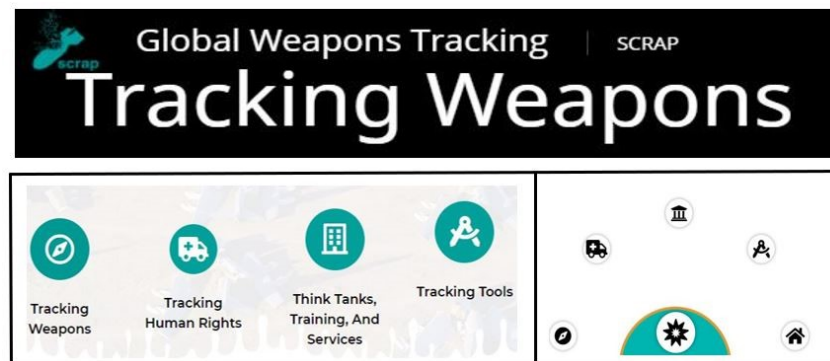 scrap
Global Weapons Tracking | SCRAP
Tracking Weapons
Tracking
Weapons
Tracking
Human Rights
Think Tanks,
Training, And
Services
Tracking Tools